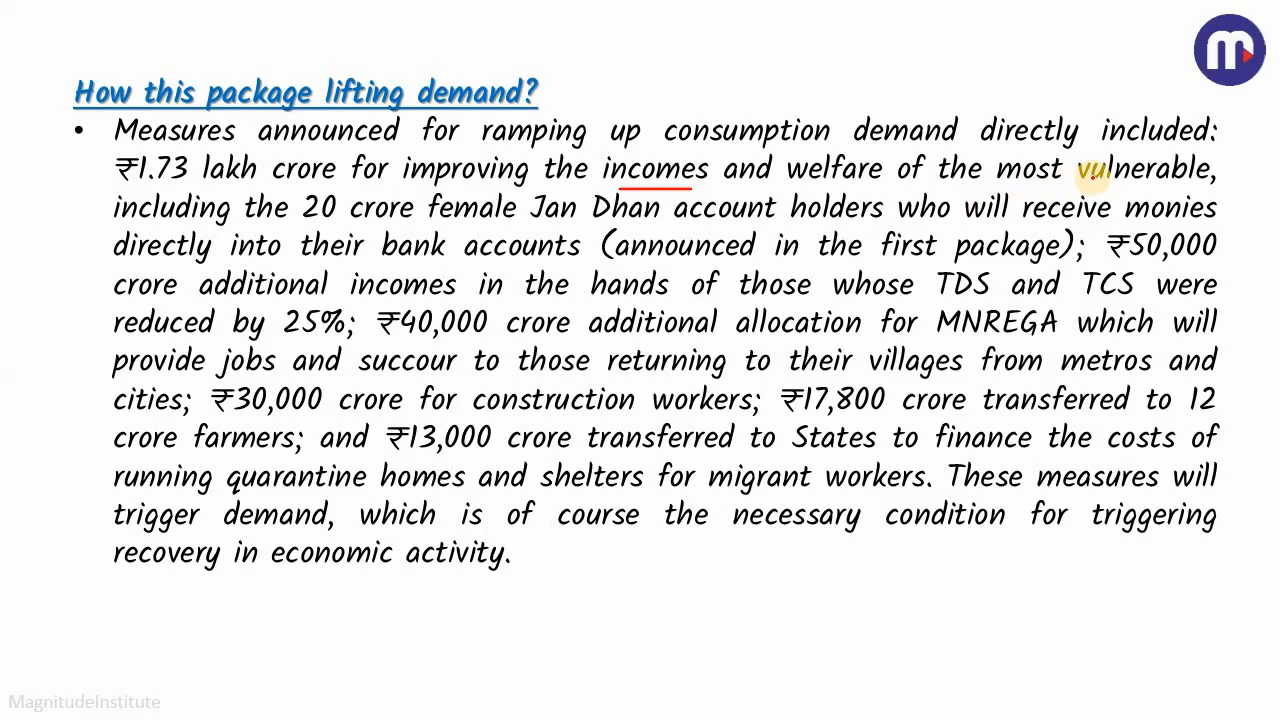 How this package lifting demand?
• Measures announced for ramping up consumption demand directly included:
₹1.73 lakh crore for improving the incomes and welfare of the most vulnerable,
including the 20 crore female Jan Dhan account holders who will receive monies
directly into their bank accounts (announced in the first package); ₹50,000
crore additional incomes in the hands of those whose TDS and TCS were
reduced by 25%; ₹40,000 crore additional allocation for MNREGA which will
provide jobs and succour to those returning to their villages from metros and
cities; ₹30,000 crore for construction workers; ₹17,800 crore transferred to 12
crore farmers; and ₹13,000 crore transferred to States to finance the costs of
running quarantine homes and shelters for migrant workers. These measures will
trigger demand, which is of course the necessary condition for triggering
recovery in economic activity.
MagnitudeInstitute